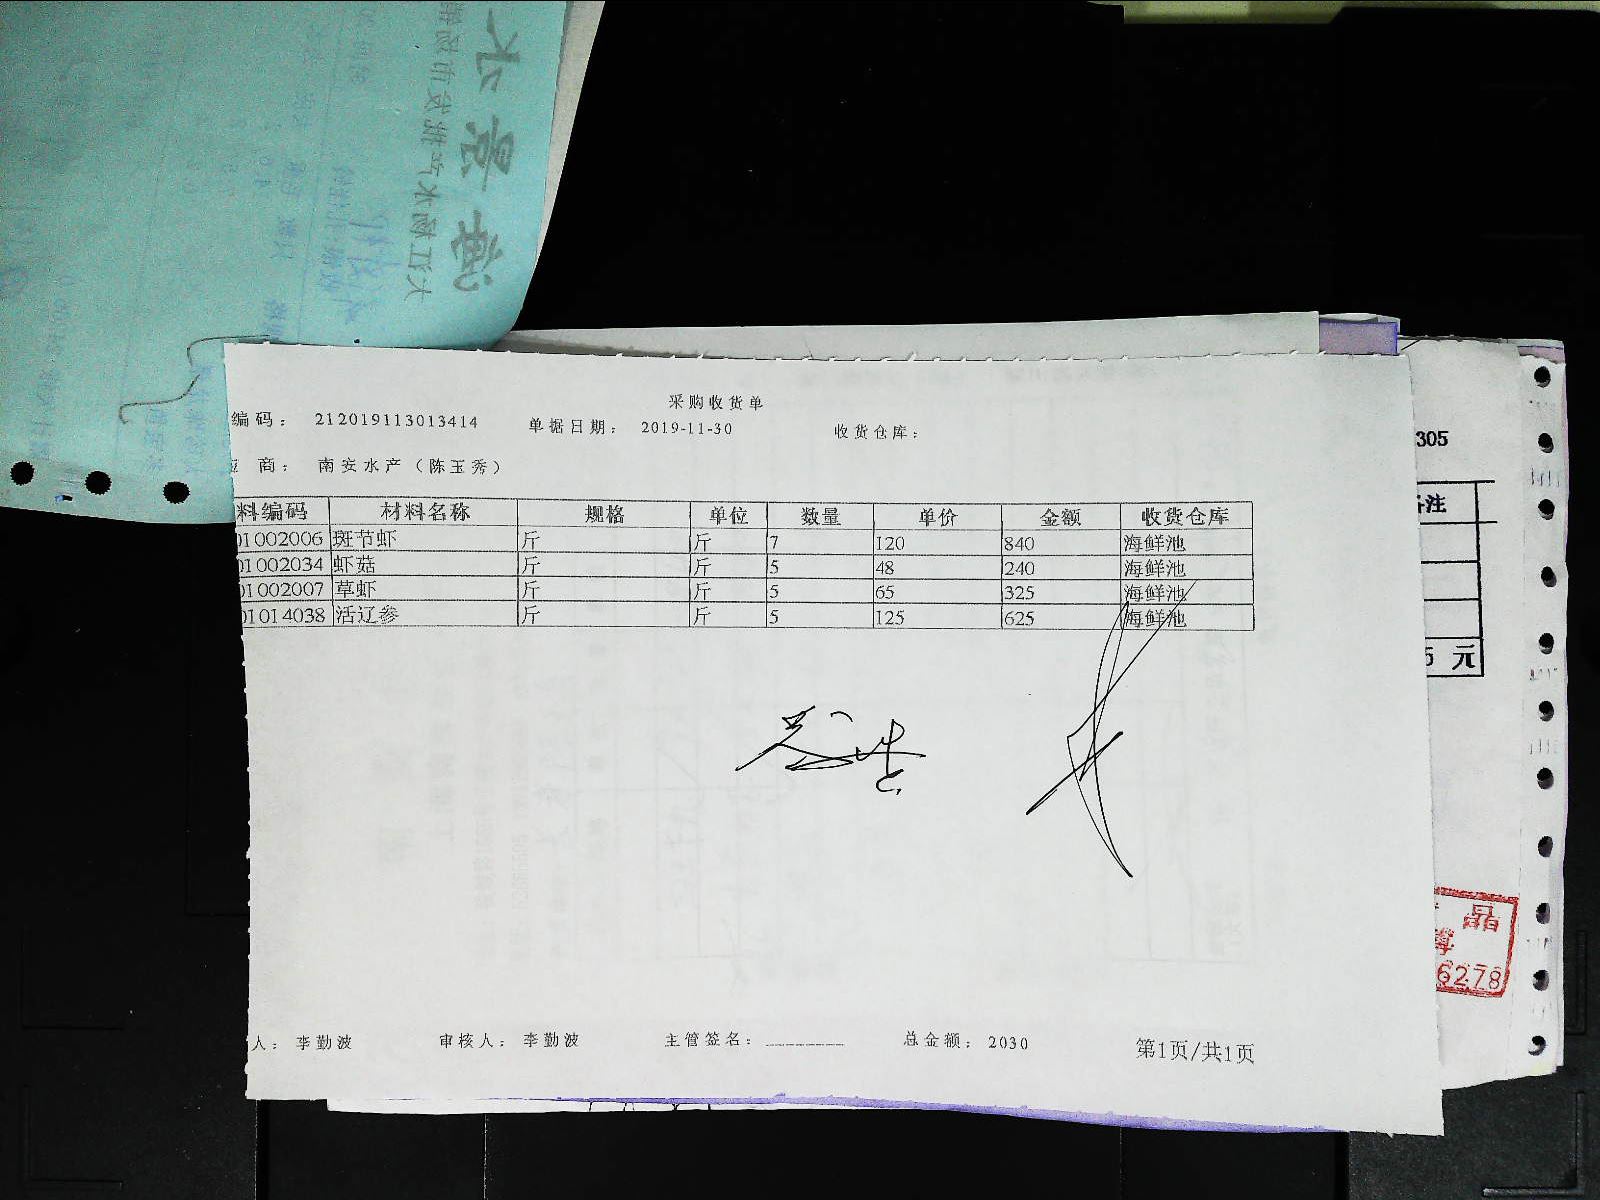 采购收货单
编码： 212019113013414 单据日期： 2019-11-30 收货仓库：
商： 南安水产（陈玉秀）
料编码 材料名称 规格 单位 数量 单价 金额 收货仓库
01002006 斑节虾 斤 斤 7 120 840 海鲜池
01002034 虾菇 斤 斤 5 48 240 海鲜池
01002007 草虾 斤 斤 5 65 325 海鲜池
01014038 活辽参 斤 斤 5 125 625 海鲜池
人： 李勤波 审核人： 李勤波 主管签名： 总金额： 2030 第1页/共1页
305
备注
5 元
晶
6278